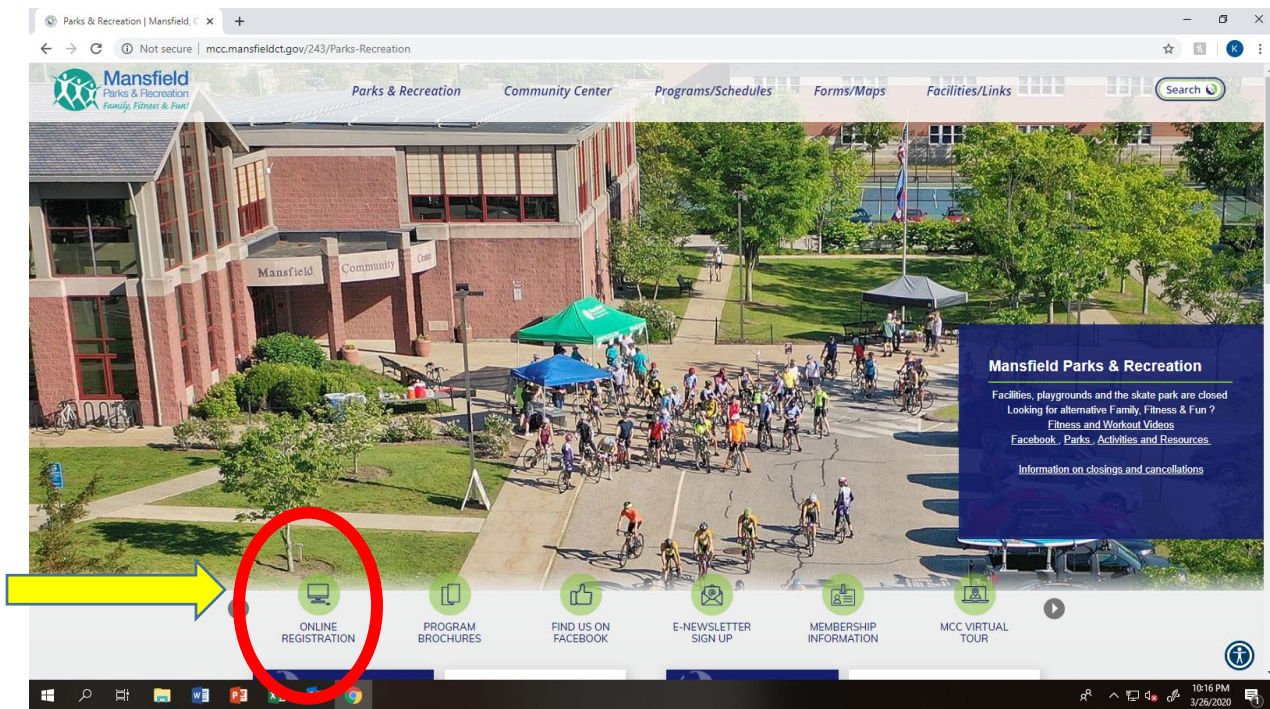 Parks & Recreation | Mansfield, C
Not secure | mcc.mansfieldct.gov/243/Parks-Recreation
K
Mansfield
Parks & Recreation
Family, Fitness & Fun!
Parks & Recreation
Community Center
Programs/Schedules
Forms/Maps
Facilities/Links
Search
Mansfield Community Center
Mansfield Parks & Recreation
Facilities, playgrounds and the skate park are closed
Looking for alternative Family, Fitness & Fun ?
Fitness and Workout Videos
Facebook , Parks , Activities and Resources
Information on closings and cancellations
ONLINE
REGISTRATION
PROGRAM
BROCHURES
FIND US ON
FACEBOOK
E-NEWSLETTER
SIGN UP
MEMBERSHIP
INFORMATION
MCC VIRTUAL
TOUR
10:16 PM
3/26/2020